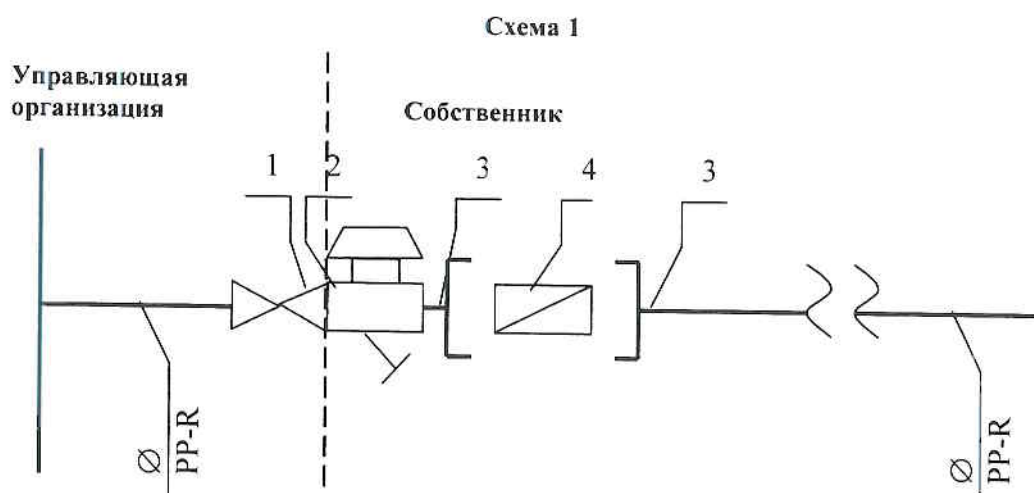 Схема 1
Управляющая
организация
Собственник
1
2
3
4
3
Ø
PP-R
Ø
PP-R